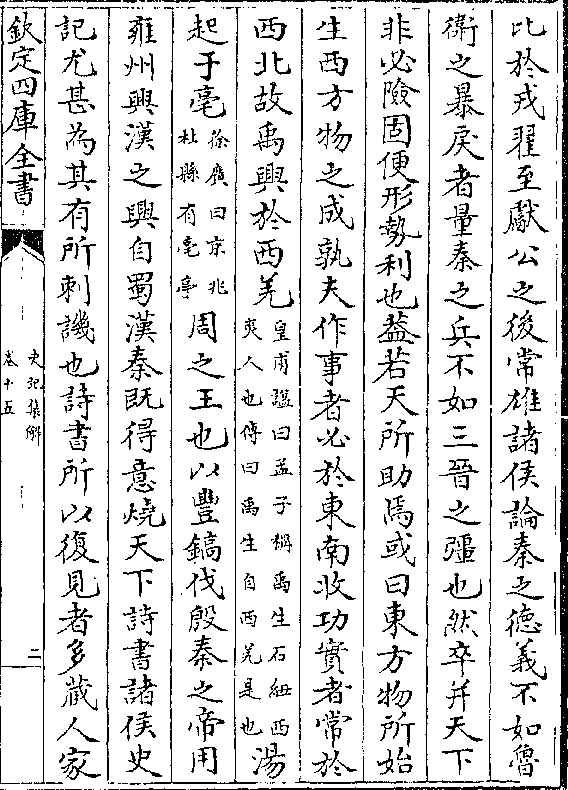 比於戎翟至獻公之後常雄諸侯論秦之德義不如魯
衛之暴戾者量秦之兵不如三晉之彊也然卒并天下
非必險固便形勢利也葢若天所助焉或曰東方物所始
生西方物之成孰夫作事者必於東南收功實者常於
西北故禹興於西羌皇甫謐曰孟子稱禹生石紐西夷人也傳曰禹生自西羌是也湯
起于亳徐廣曰京兆杜縣有亳亭周之王也以豐鎬伐殷秦之帝用
雍州興漢之興自蜀漢秦既得意燒天下詩書諸侯史
記尤甚為其有所刺譏也詩書所以復見者多藏人家
欽定四庫全書
史記集解
卷十五
二